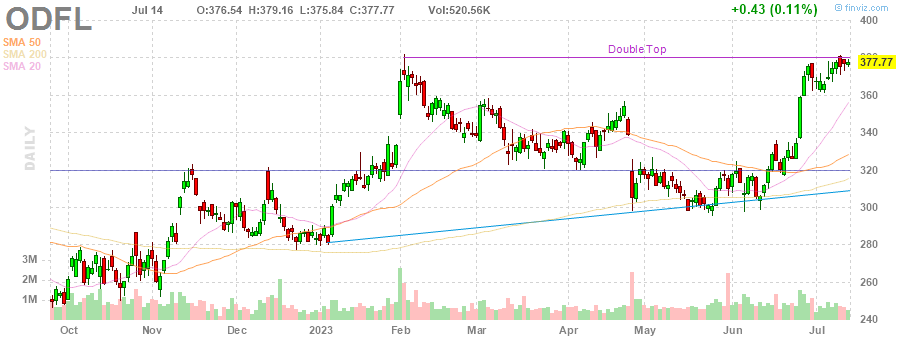 ODFL Jul 14 O:376.54 H:379.16 L:375.84 C:377.77 Vol:520.56K +0.43 (0.11%) © finviz.com
SMA 50
SMA 200
SMA 20
DAILY
Double Top
400
380
377.77
360
340
320
300
280
260
240
3M
2M
1M
Oct Nov Dec 2023 Feb Mar Apr May Jun Jul